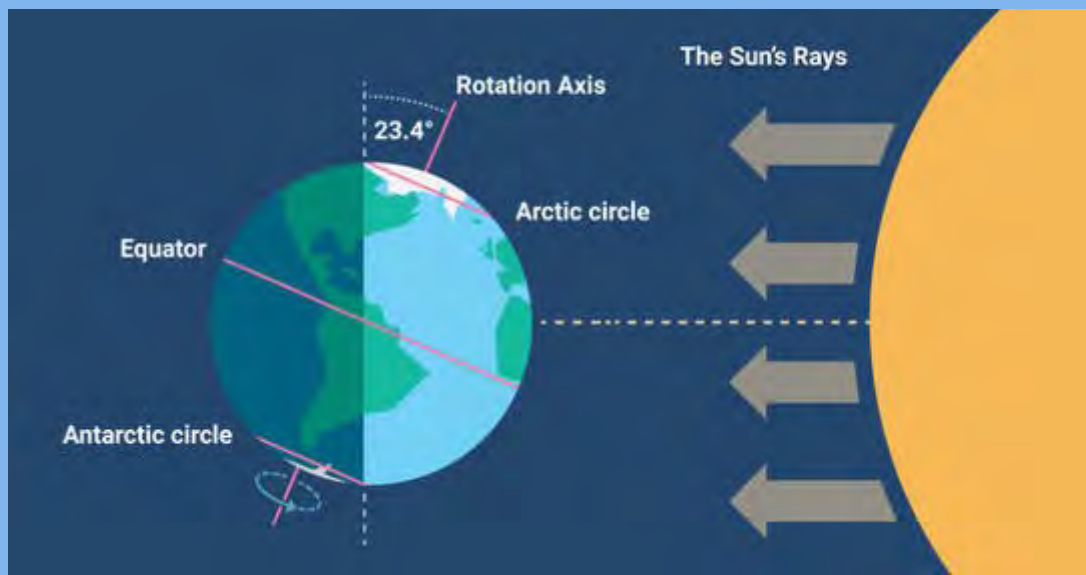 The Sun's Rays
Rotation Axis
23.4°
Arctic circle
Equator
Antarctic circle